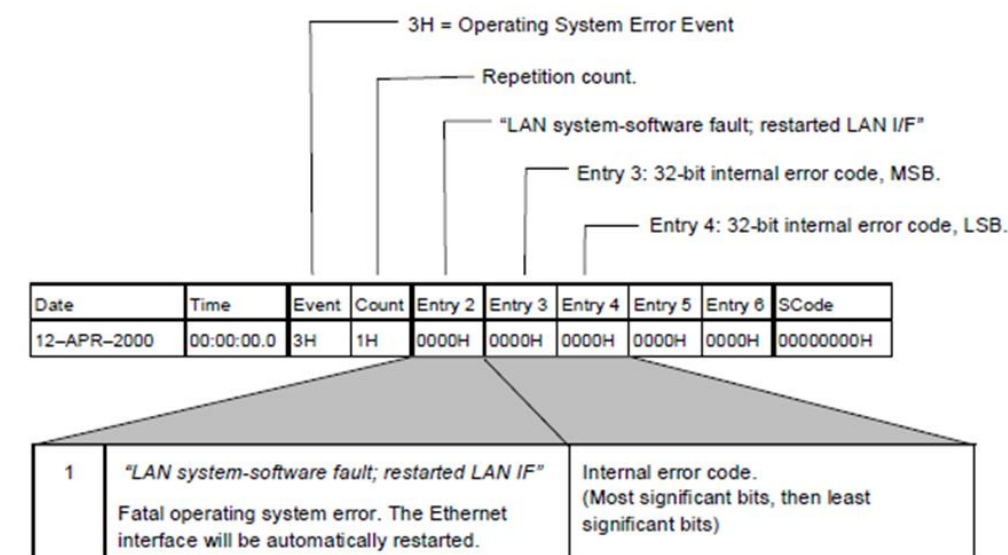 3H = Operating System Error Event
Repetition count.
“LAN system-software fault; restarted LAN I/F”
Entry 3: 32-bit internal error code, MSB.
Entry 4: 32-bit internal error code, LSB.
Date Time Event Count Entry 2 Entry 3 Entry 4 Entry 5 Entry 6 SCode
12–APR–2000 00:00:00.0 3H 1H 0000H 0000H 0000H 0000H 0000H 00000000H
1
“LAN system-software fault; restarted LAN IF”
Fatal operating system error. The Ethernet
interface will be automatically restarted.
Internal error code.
(Most significant bits, then least
significant bits)